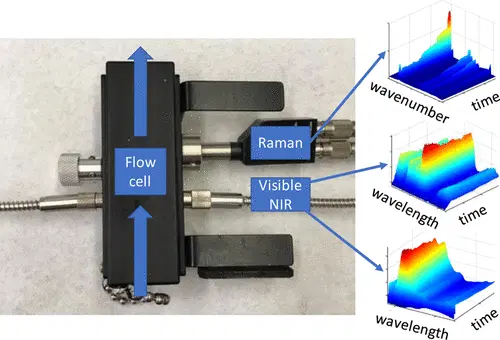 Flow
cell
Raman
Visible
NIR
wavenumber
time
wavelength
time
wavelength
time